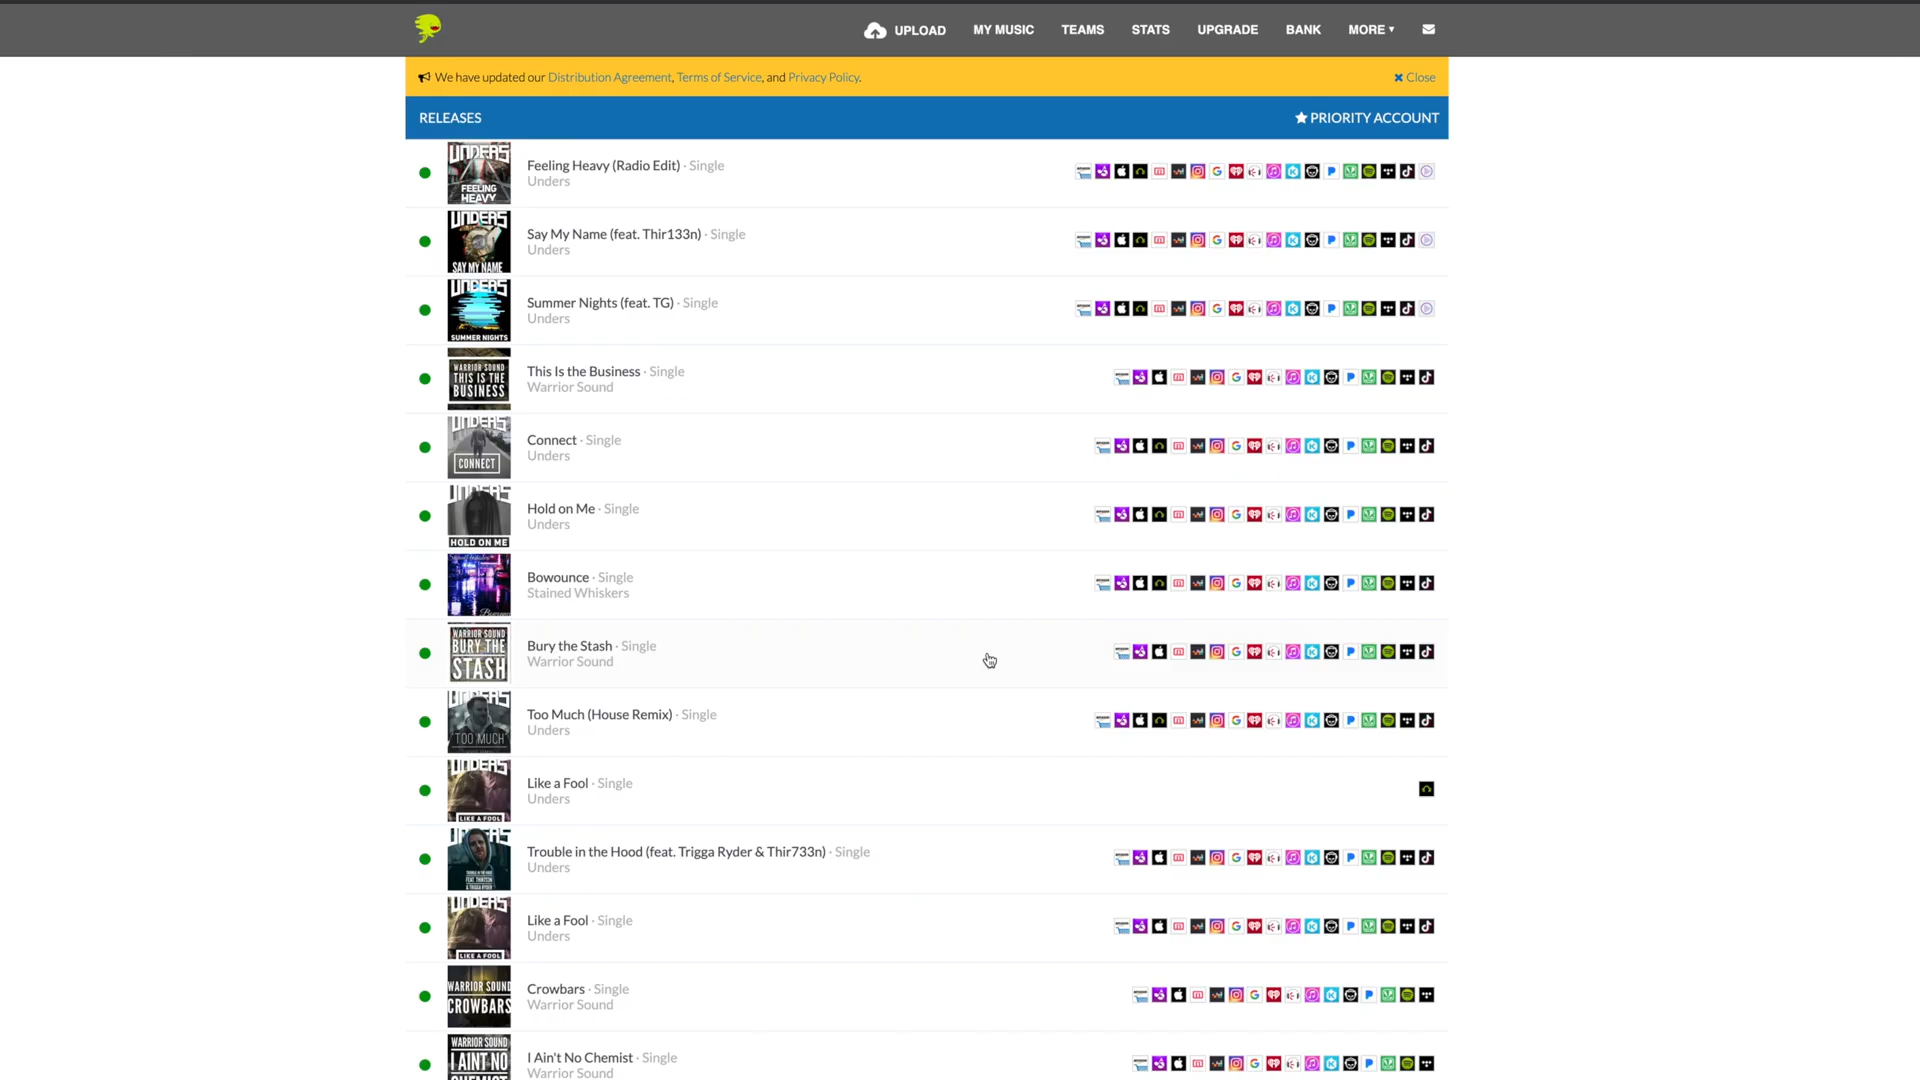 UPLOAD MY MUSIC TEAMS STATS UPGRADE BANK MORE ▾
We have updated our Distribution Agreement, Terms of Service, and Privacy Policy. Close
RELEASES PRIORITY ACCOUNT
UNDERS
FEELING
HEAVY
Feeling Heavy (Radio Edit) · Single
Unders
UNDERS
SAY MY NAME
Say My Name (feat. Thir133n) · Single
Unders
UNDERS
SUMMER NIGHTS
Summer Nights (feat. TG) · Single
Unders
WARRIOR SOUND
THIS IS THE
BUSINESS
This Is the Business · Single
Warrior Sound
UNDERS
CONNECT
Connect · Single
Unders
UNDERS
HOLD ON ME
Hold on Me · Single
Unders
Bowounce · Single
Stained Whiskers
WARRIOR SOUND
BURY THE
STASH
Bury the Stash · Single
Warrior Sound
UNDERS
TOO MUCH
Too Much (House Remix) · Single
Unders
UNDERS
LIKE A FOOL
Like a Fool · Single
Unders
UNDERS
Trouble in the Hood (feat. Trigga Ryder & Thir733n) · Single
Unders
UNDERS
LIKE A FOOL
Like a Fool · Single
Unders
WARRIOR SOUND
CROWBARS
Crowbars · Single
Warrior Sound
WARRIOR SOUND
I AINT NO
CHEMIST
I Ain't No Chemist · Single
Warrior Sound